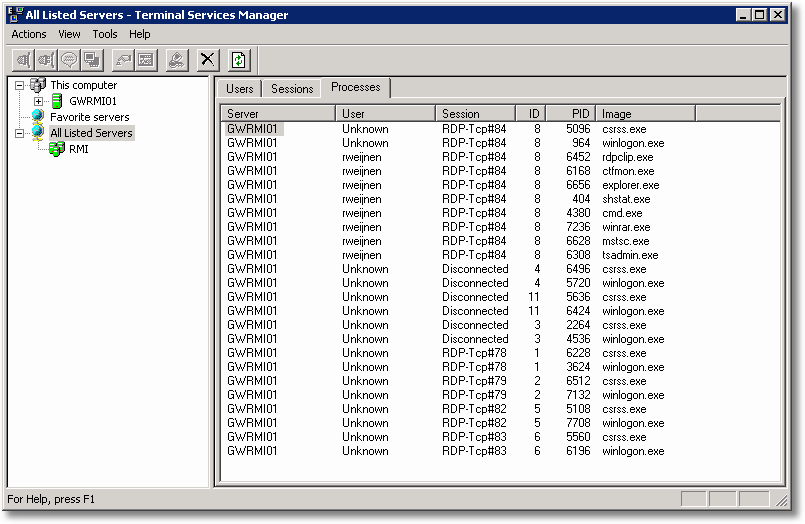 All Listed Servers - Terminal Services Manager
Actions View Tools Help
This computer
GWRMI01
Favorite servers
All Listed Servers
RMI
Users Sessions Processes
Server User Session ID PID Image
GWRMI01 Unknown RDP-Tcp#84 8 5096 csrss.exe
GWRMI01 Unknown RDP-Tcp#84 8 964 winlogon.exe
GWRMI01 rweijnen RDP-Tcp#84 8 6452 rdpclip.exe
GWRMI01 rweijnen RDP-Tcp#84 8 6168 ctfmon.exe
GWRMI01 rweijnen RDP-Tcp#84 8 6656 explorer.exe
GWRMI01 rweijnen RDP-Tcp#84 8 404 shstat.exe
GWRMI01 rweijnen RDP-Tcp#84 8 4380 cmd.exe
GWRMI01 rweijnen RDP-Tcp#84 8 7236 winrar.exe
GWRMI01 rweijnen RDP-Tcp#84 8 6628 mstsc.exe
GWRMI01 rweijnen RDP-Tcp#84 8 6308 tsadmin.exe
GWRMI01 Unknown Disconnected 4 6496 csrss.exe
GWRMI01 Unknown Disconnected 4 5720 winlogon.exe
GWRMI01 Unknown Disconnected 11 5636 csrss.exe
GWRMI01 Unknown Disconnected 11 6424 winlogon.exe
GWRMI01 Unknown Disconnected 3 2264 csrss.exe
GWRMI01 Unknown Disconnected 3 4536 winlogon.exe
GWRMI01 Unknown RDP-Tcp#78 1 6228 csrss.exe
GWRMI01 Unknown RDP-Tcp#78 1 3624 winlogon.exe
GWRMI01 Unknown RDP-Tcp#79 2 6512 csrss.exe
GWRMI01 Unknown RDP-Tcp#79 2 7132 winlogon.exe
GWRMI01 Unknown RDP-Tcp#82 5 5108 csrss.exe
GWRMI01 Unknown RDP-Tcp#82 5 7708 winlogon.exe
GWRMI01 Unknown RDP-Tcp#83 6 5560 csrss.exe
GWRMI01 Unknown RDP-Tcp#83 6 6196 winlogon.exe
For Help, press F1